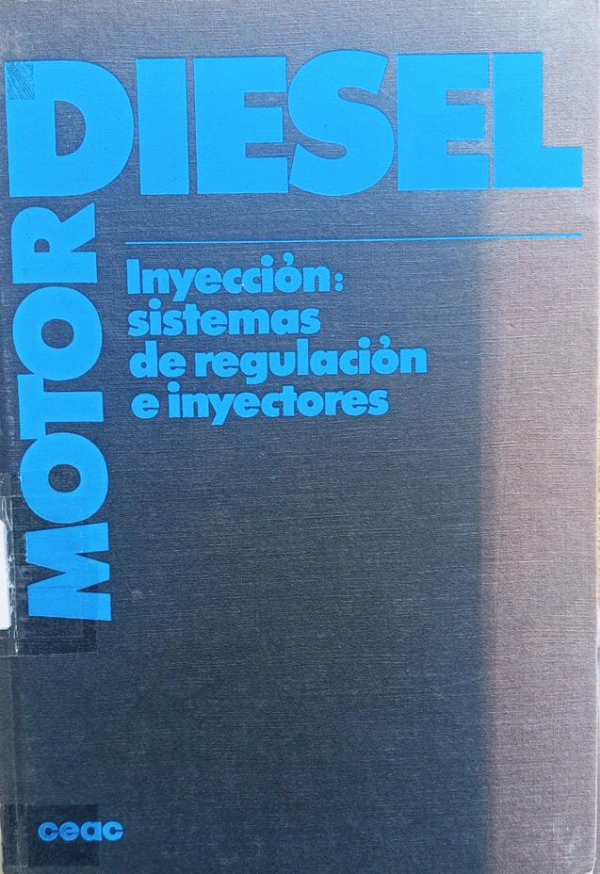 MOTOR
DIESEL
Inyección:
sistemas
de regulación
e inyectores
ceac